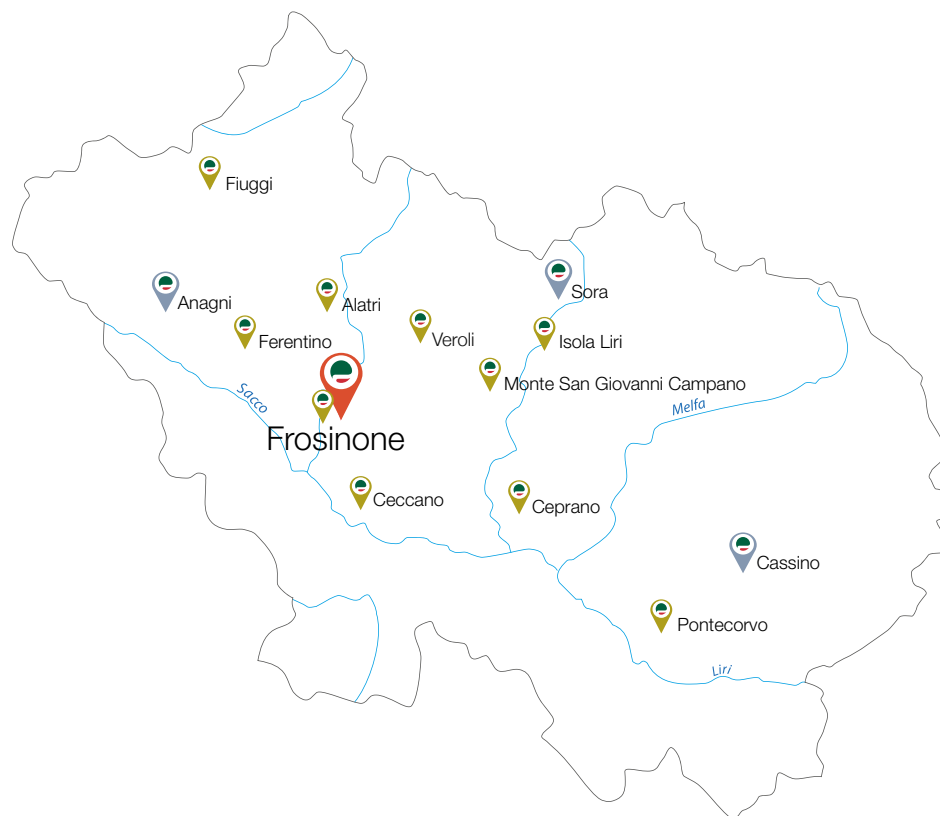 Fiuggi
Anagni
Alatri
Sora
Ferentino
Veroli
Isola Liri
Monte San Giovanni Campano
Sacco
Melfa
Frosinone
Ceccano
Ceprano
Cassino
Pontecorvo
Liri